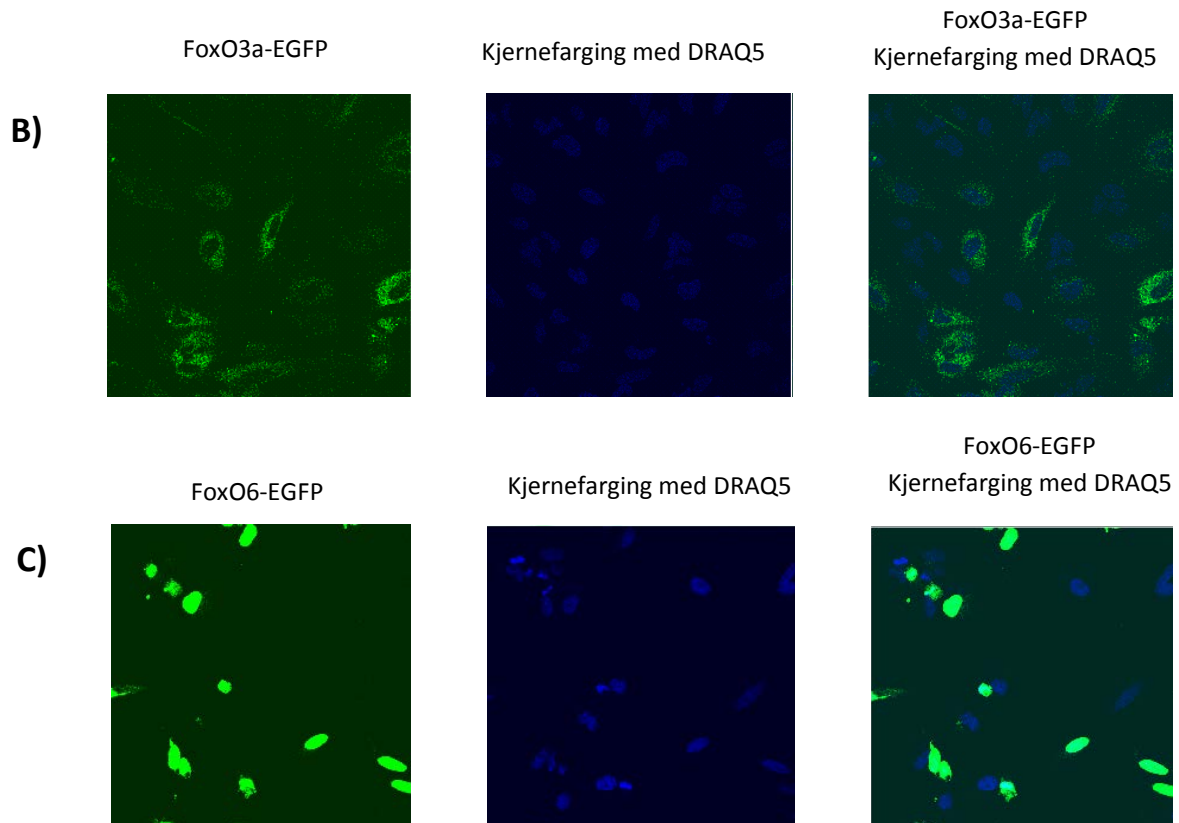 FoxO3a-EGFP
Kjernefarging med DRAQ5
FoxO3a-EGFP
Kjernefarging med DRAQ5
B)
FoxO6-EGFP
Kjernefarging med DRAQ5
FoxO6-EGFP
Kjernefarging med DRAQ5
C)